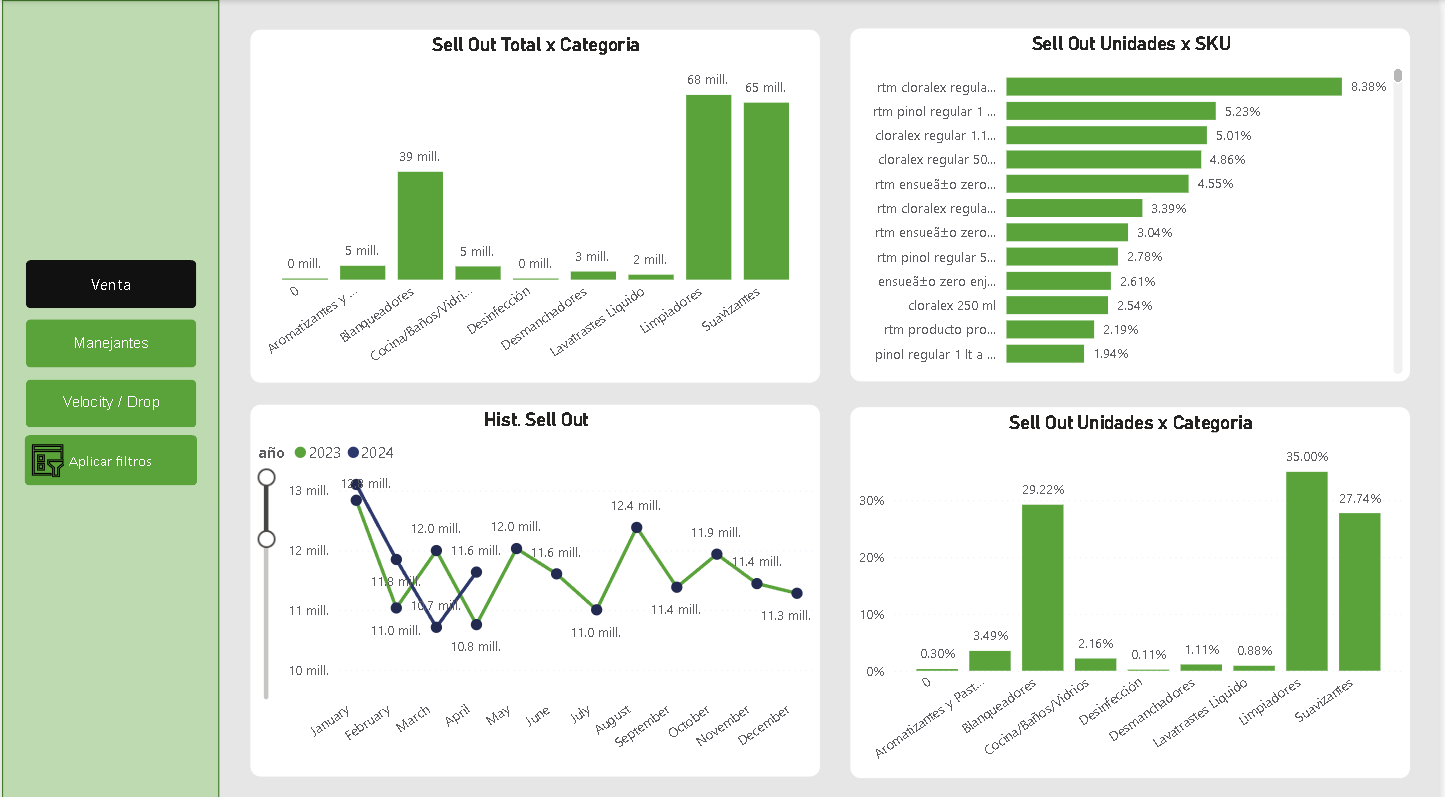 Venta
Manejantes
Velocity / Drop
Aplicar filtros
Sell Out Total x Categoria
68 mill.
65 mill.
39 mill.
0 mill.
5 mill.
5 mill.
0 mill.
3 mill.
2 mill.
0
Aromatizantes y ...
Blanqueadores
Cocina/Baños/Vidri...
Desinfección
Desmanchadores
Lavatrastes Líquido
Limpiadores
Suavizantes
Sell Out Unidades x SKU
rtm cloralex regula... 8.38%
rtm pinol regular 1 ... 5.23%
cloralex regular 1.1... 5.01%
cloralex regular 50... 4.86%
rtm ensueã±o zero... 4.55%
rtm cloralex regula... 3.39%
rtm ensueã±o zero... 3.04%
rtm pinol regular 5... 2.78%
ensueã±o zero enj... 2.61%
cloralex 250 ml 2.54%
rtm producto pro... 2.19%
pinol regular 1 lt a ... 1.94%
Hist. Sell Out
año 2023 2024
13 mill.
12 mill.
11 mill.
10 mill.
11.8 mill.
11.0 mill.
12.0 mill.
10.7 mill.
11.6 mill.
10.8 mill.
12.0 mill.
11.6 mill.
11.0 mill.
12.4 mill.
11.4 mill.
11.9 mill.
11.4 mill.
11.3 mill.
January
February
March
April
May
June
July
August
September
October
November
December
Sell Out Unidades x Categoria
30%
20%
10%
0%
0.30%
3.49%
29.22%
2.16%
0.11%
1.11%
0.88%
35.00%
27.74%
0
Aromatizantes y Past...
Blanqueadores
Cocina/Baños/Vidrios
Desinfección
Desmanchadores
Lavatrastes Líquido
Limpiadores
Suavizantes